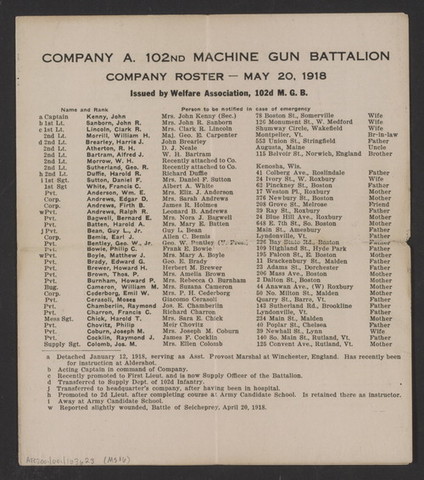 COMPANY A. 102ND MACHINE GUN BATTALION
COMPANY ROSTER — MAY 20, 1918
Issued by Welfare Association, 102d M. G. B.
Name and Rank Person to be notified in case of emergency
a Captain Kenny, John Mrs. John Kenny (Sec.) 78 Boston St., Somerville Wife
b 1st Lt. Sanborn, John R. Mrs. John R. Sanborn 126 Monument St., W. Medford Wife
c 1st Lt. Lincoln, Clark R. Mrs. Clark R. Lincoln Shumway Circle, Wakefield Wife
2nd Lt. Merrill, William H. Maj. Geo. E. Carpenter Montpelier, Vt. Br-in-law
d 2nd Lt. Brearley, Harris J. John Brearley 553 Union St., Springfield Father
2nd Lt. Atherton, R. H. D. J. Neale Augusta, Maine Uncle
2nd Lt. Bartram, Alfred J. W. H. Bartram 115 Belvoir St., Norwich, England Brother
2nd Lt. Morrow, W. H. Recently attached to Co.
2nd Lt. Sutherland, Geo. R. Recently attached to Co. Kenosha, Wis.
h 2nd Lt. Duffie, Harold R. Richard Duffie 41 Colberg Ave., Roslindale Father
i 1st Sgt. Sutton, Daniel F. Mrs. Daniel F. Sutton 24 Ivory St., W. Roxbury Wife
1st Sgt White, Francis C. Albert A. White 62 Pinckney St., Boston Father
Pvt. Anderson, Wm. E. Mrs. Eliz. J. Anderson 17 Weston Pl., Roxbury Mother
Corp. Andrews, Edgar D. Mrs. Sarah Andrews 376 Newbury St., Boston Mother
Corp. Andrews, Firth B. James R. Holmes 208 Grove St., Melrose Friend
w Pvt. Andrews, Ralph R. Leonard B. Andrews 39 Ray St., Roxbury Father
Pvt. Bagwell, Bernard E. Mrs. Nora J. Bagwell 24 Blue Hill Ave., Roxbury Mother
Pvt. Batten, Harold A. Mrs. Mary E. Batten 668 E. 7th St., So. Boston Mother
j Pvt. Bean, Guy L. Jr. Guy L. Bean Main St., Amesbury Father
Corp. Bemis, Earl J. Allen C. Bemis Lyndonville, Vt. Father
Pvt. Bentley, Geo. W. Jr. Geo. W. Bentley 226 Bay State Rd., Boston Father
Pvt. Bowie, Philip C. Frank E. Bowie 109 Highland St., Hyde Park Father
w Pvt. Boyle, Matthew J. Mrs. Mary A. Boyle 195 Falcon St., E. Boston Mother
Pvt. Brady, Edward G. Geo. E. Brady 11 Brackenbury St., Malden Father
Pvt. Brewer, Howard H. Herbert M. Brewer 22 Adams St., Dorchester Father
Pvt. Brown, Thos. P. Mrs. Amelia Brown 206 Mass Ave., Boston Mother
Pvt. Burnham, Howard P. Mrs. Rebecca O. Burnham 2 Dalton St., Boston Mother
Bug. Cameron, William M. Mrs. Susana Cameron 44 Anawan Ave., (W) Roxbury Mother
Corp. Cederberg, Emil W. Mrs. P. H. Cederberg 50 No. Milton St., Malden Mother
Pvt. Cerasoli, Moses Giacomo Cerasoli Quarry St., Barre, Vt. Father
Pvt. Chamberlin, Raymond Jos. E. Chamberlin 142 Sutherland Rd., Brookline Father
Pvt. Charron, Francis C. Richard Charron Lyndonville, Vt. Father
Mess Sgt. Chick, Harold T. Mrs. Sara E. Chick 234 Main St., Malden Mother
Pvt. Chovitz, Philip Meir Chovitz 40 Poplar St., Chelsea Father
Pvt. Coburn, Joseph M. Mrs. Joseph M. Coburn 39 Newhall St., Lynn Wife
Pvt. Cocklin, Raymond J. James F. Cocklin 140 So. Main St., Rutland, Vt. Father
Supply Sgt. Colomb, Jos. M. Mrs. Ellen Colomb 125 Convent Ave., Rutland, Vt. Mother
a Detached January 12, 1918, serving as Asst. Provost Marshal at Winchester, England. Has recently been for instruction at Aldershot.
b Acting Captain in command of Company.
c Recently promoted to First Lieut. and is now Supply Officer of the Battalion.
d Transferred to Supply Dept. of 102d Infantry.
j Transferred to headquarter's company, after having been in hospital.
h Promoted to 2d Lieut. after completing course at Army Candidate School. Is retained there as instructor.
i Away at Army Candidate School.
w Reported slightly wounded, Battle of Seicheprey, April 20, 1918.